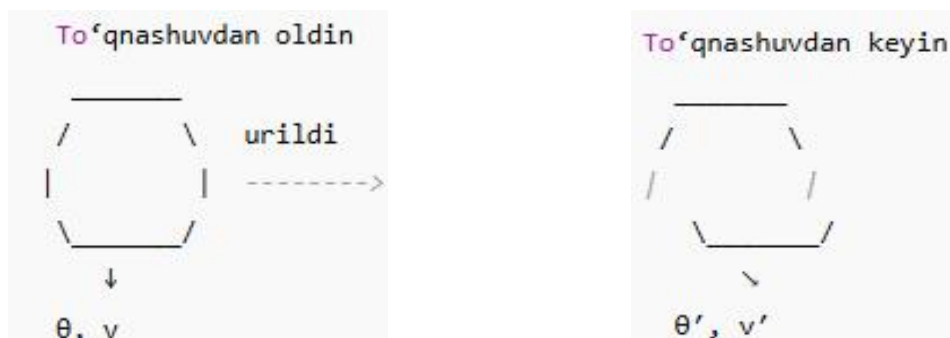 To‘qnashuvdan oldin
urildi
θ, v
To‘qnashuvdan keyin
θ′, v′